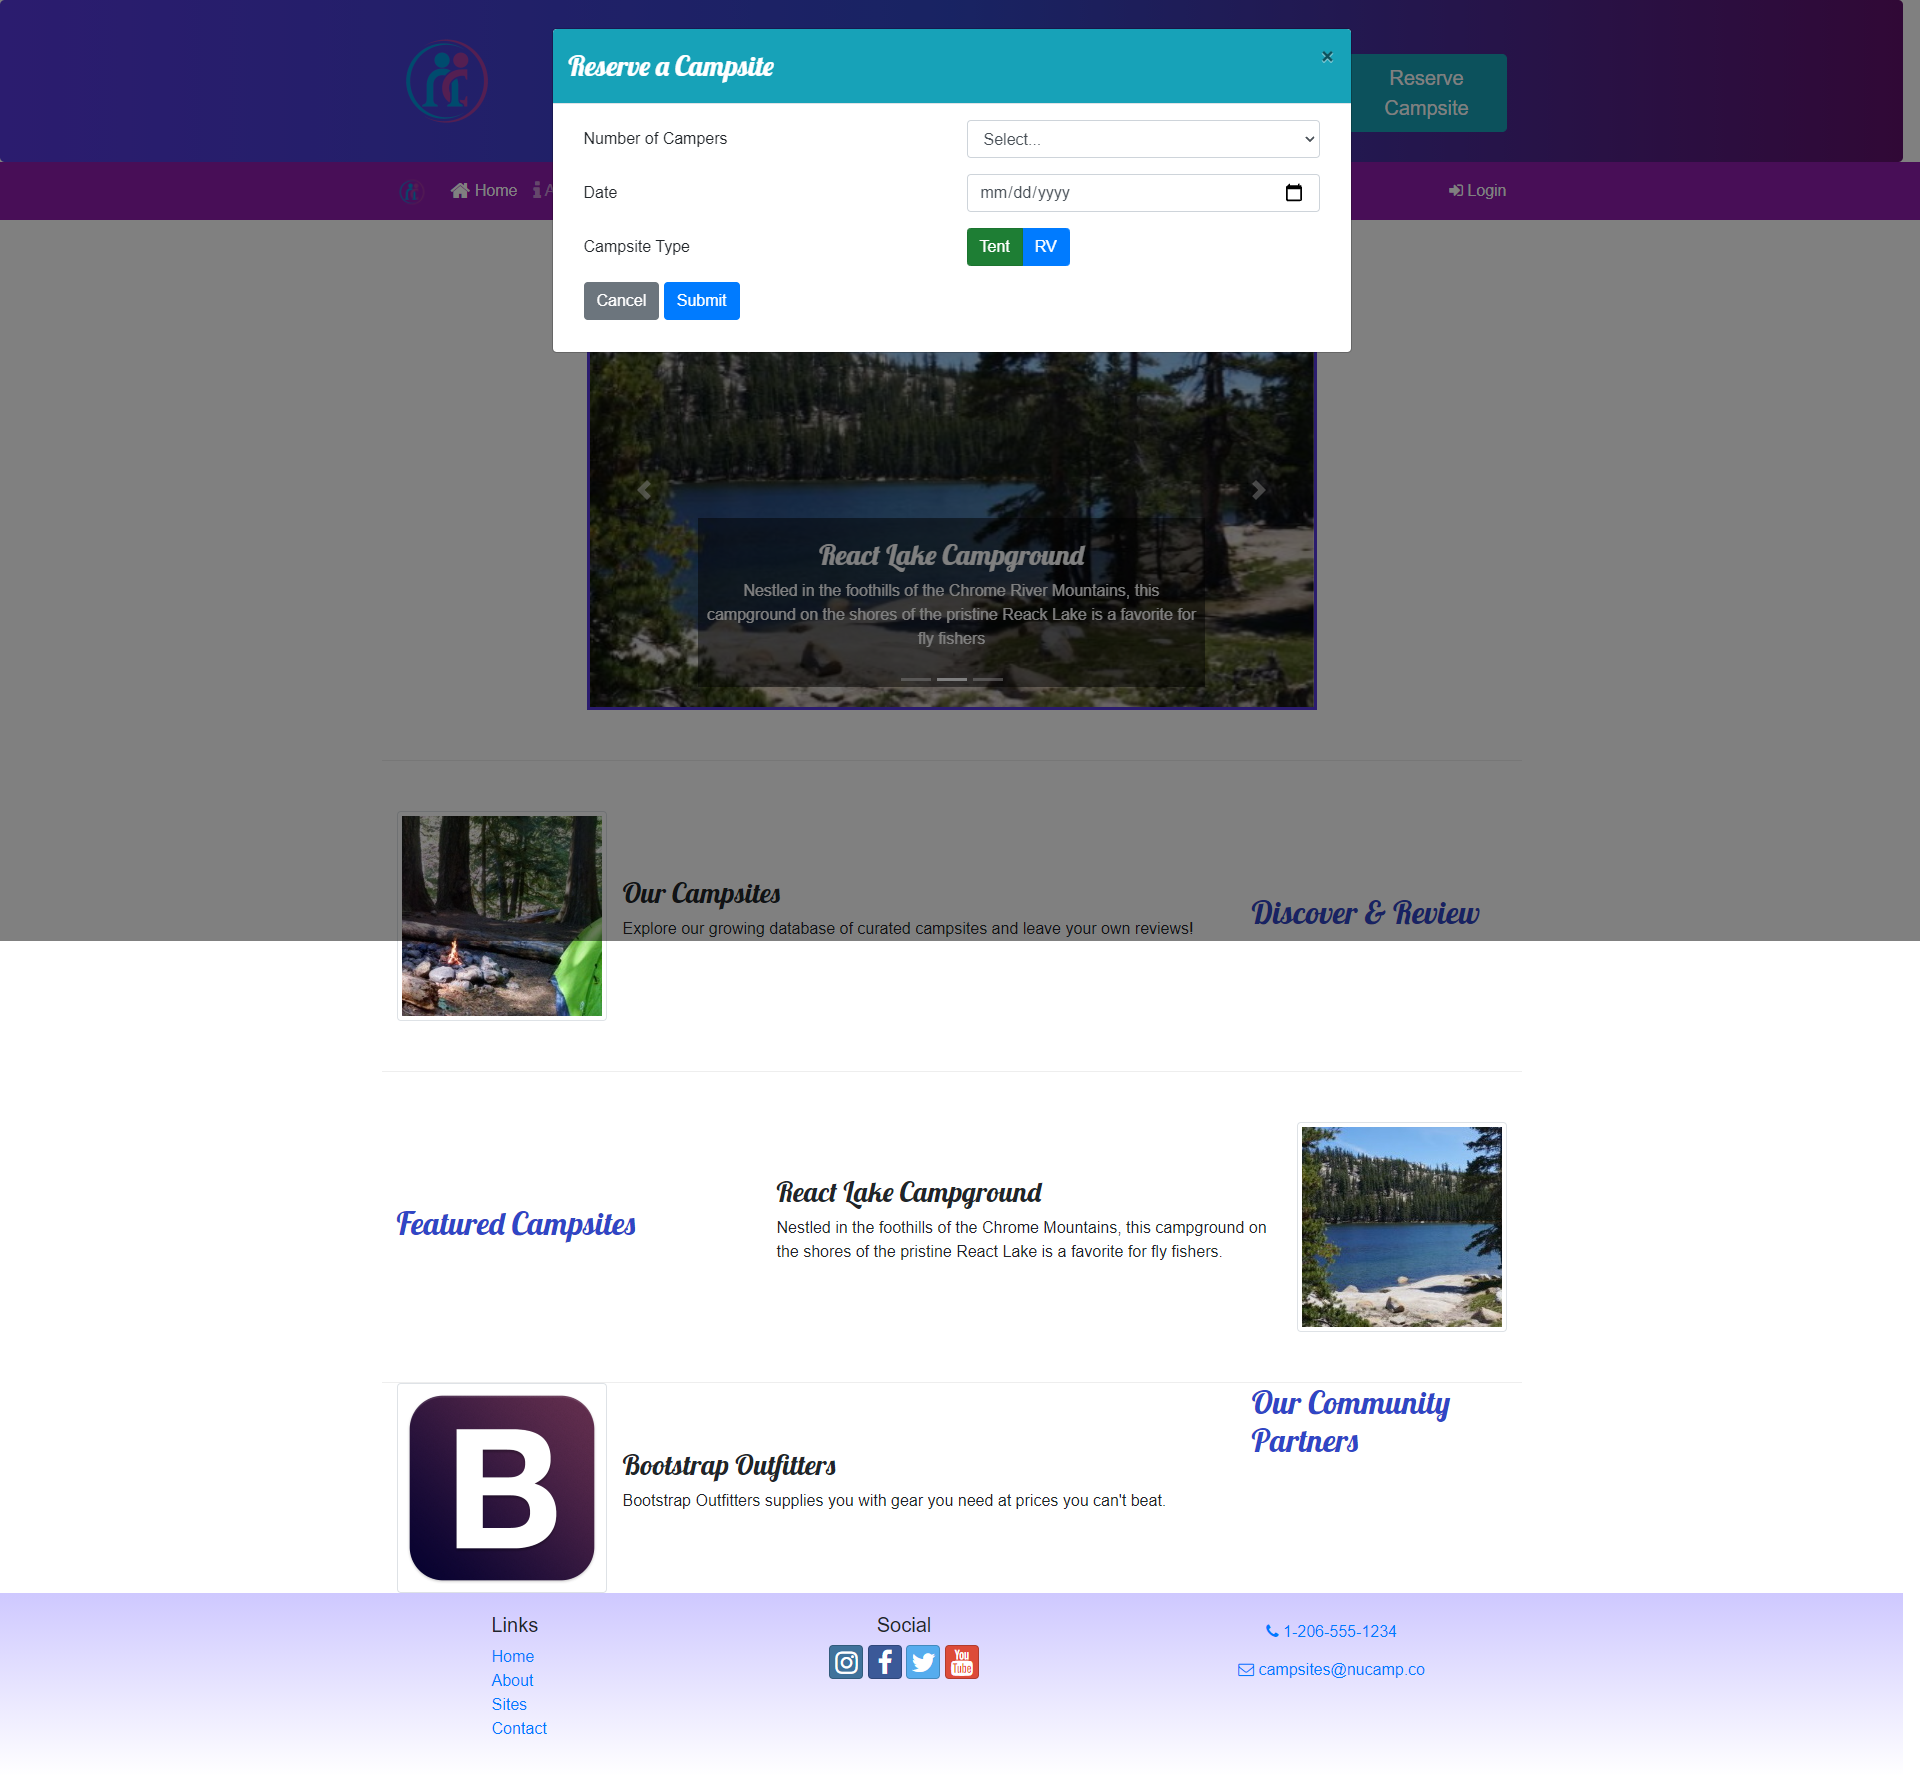 Reserve a Campsite
×
Reserve
Campsite
Number of Campers
Select...
Date
mm/dd/yyyy
Campsite Type
Tent
RV
Cancel
Submit
Home
A
Login
React Lake Campground
Nestled in the foothills of the Chrome River Mountains, this
campground on the shores of the pristine Reack Lake is a favorite for
fly fishers
Our Campsites
Explore our growing database of curated campsites and leave your own reviews!
Discover & Review
Featured Campsites
React Lake Campground
Nestled in the foothills of the Chrome Mountains, this campground on
the shores of the pristine React Lake is a favorite for fly fishers.
B
Bootstrap Outfitters
Bootstrap Outfitters supplies you with gear you need at prices you can't beat.
Our Community
Partners
Links
Home
About
Sites
Contact
Social
You
Tube
1-206-555-1234
campsites@nucamp.co